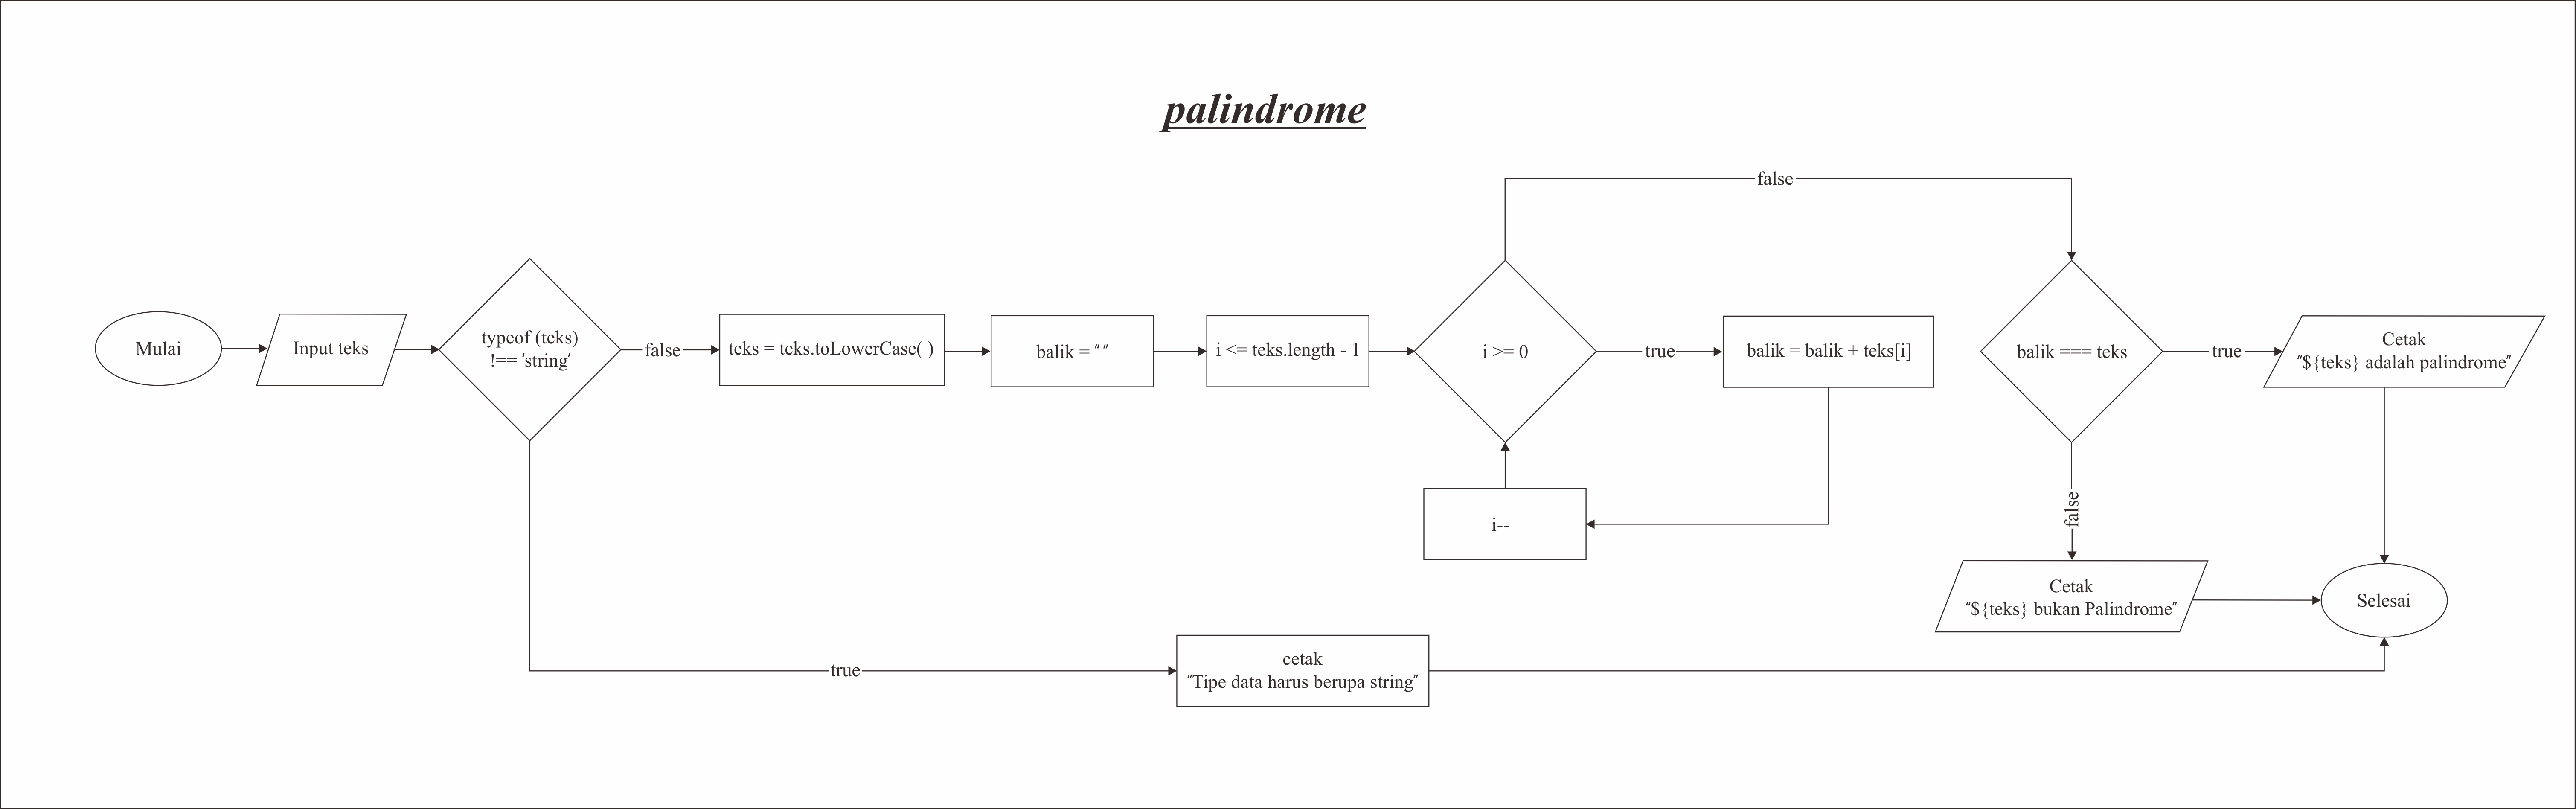 palindrome
Mulai
Input teks
typeof (teks)
!== 'string'
false
teks = teks.toLowerCase( )
balik = " "
i <= teks.length - 1
i >= 0
false
true
balik = balik + teks[i]
i--
balik === teks
true
Cetak
"${teks} adalah palindrome"
false
Cetak
"${teks} bukan Palindrome"
Selesai
true
cetak
"Tipe data harus berupa string"